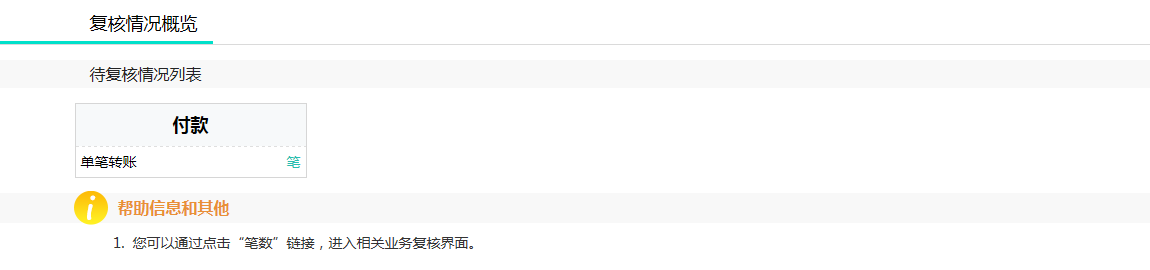 复核情况概览
待复核情况列表
付款
单笔转账 笔
帮助信息和其他
1. 您可以通过点击“笔数”链接，进入相关业务复核界面。